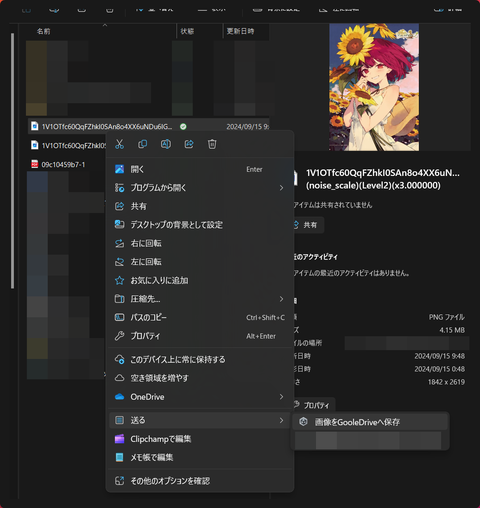 名前
状態
更新日時
1V1OTfc60QqFZhkI0SAn8o4XX6uNDu6IG...
2024/09/15 9
09c10459b7-1
開く
Enter
プログラムから開く
共有
デスクトップの背景として設定
右に回転
左に回転
お気に入りに追加
圧縮先...
パスのコピー
Ctrl+Shift+C
プロパティ
Alt+Enter
このデバイス上に常に保持する
空き領域を増やす
OneDrive
送る
Clipchampで編集
メモ帳で編集
その他のオプションを確認
画像をGooleDriveへ保存
1V1OTfc60QqFZhkI0SAn8o4XX6uN...
(noise_scale)(Level2)(x3.000000)
アイテムは共有されていません
共有
近のアクティビティ
アイテムの最近のアクティビティはありません。
PNG ファイル
4.15 MB
イルの場所
新日時
2024/09/15 9:48
2024/09/15 0:48
1842 x 2619
プロパティ